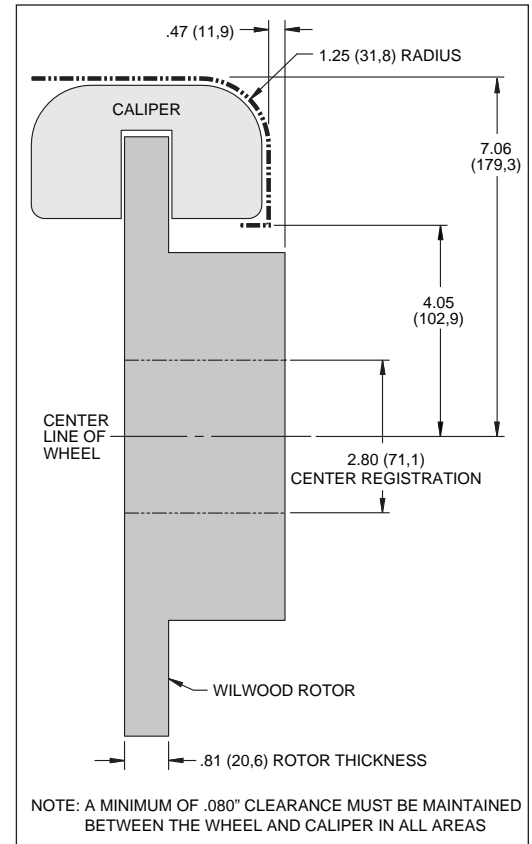 .47 (11,9)
1.25 (31,8) RADIUS
CALIPER
7.06
(179,3)
4.05
(102,9)
CENTER
LINE OF
WHEEL
2.80 (71,1)
CENTER REGISTRATION
WILWOOD ROTOR
.81 (20,6) ROTOR THICKNESS
NOTE: A MINIMUM OF .080" CLEARANCE MUST BE MAINTAINED
BETWEEN THE WHEEL AND CALIPER IN ALL AREAS